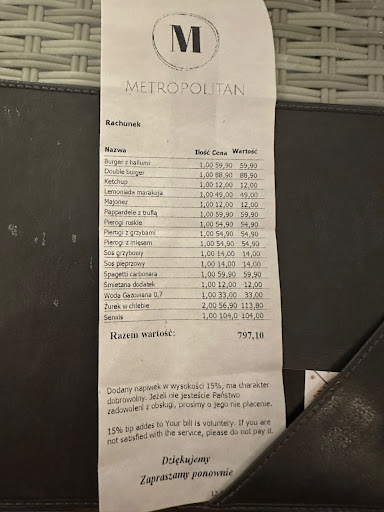 M
METROPOLITAN
Rachunek
Nazwa Ilość Cena Wartość
Burger z hallumi 1,00 59,90 59,90
Double burger 1,00 88,90 88,90
Ketchup 1,00 12,00 12,00
Lemoniada marakuja 1,00 49,00 49,00
Majonez 1,00 12,00 12,00
Pappardele z truflą 1,00 59,90 59,90
Pierogi ruskie 1,00 54,90 54,90
Pierogi z grzybami 1,00 54,90 54,90
Pierogi z mięsem 1,00 54,90 54,90
Sos grzybowy 1,00 14,00 14,00
Sos pieprzowy 1,00 14,00 14,00
Spagetti carbonara 1,00 59,90 59,90
Śmietana dodatek 1,00 12,00 12,00
Woda Gazowana 0,7 1,00 33,00 33,00
Żurek w chlebie 2,00 56,90 113,80
Serwis 1,00 104,0 104,00
Razem wartość: 797,10
Dodany napiwek w wysokości 15%, ma charakter
dobrowolny. Jeżeli nie jesteście Państwo
zadowoleni z obsługi, prosimy o jego nie płacenie.
15% tip addes to Your bill is voluntery. If you are
not satisfied with the service, please do not pay it.
Dziękujemy
Zapraszamy ponownie